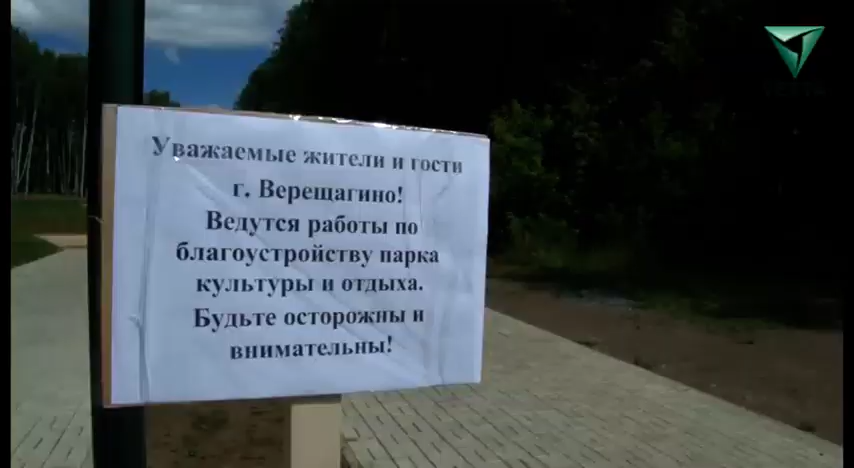 Уважаемые жители и гости
г. Верещагино!
Ведутся работы по
благоустройству парка
культуры и отдыха.
Будьте осторожны и
внимательны!